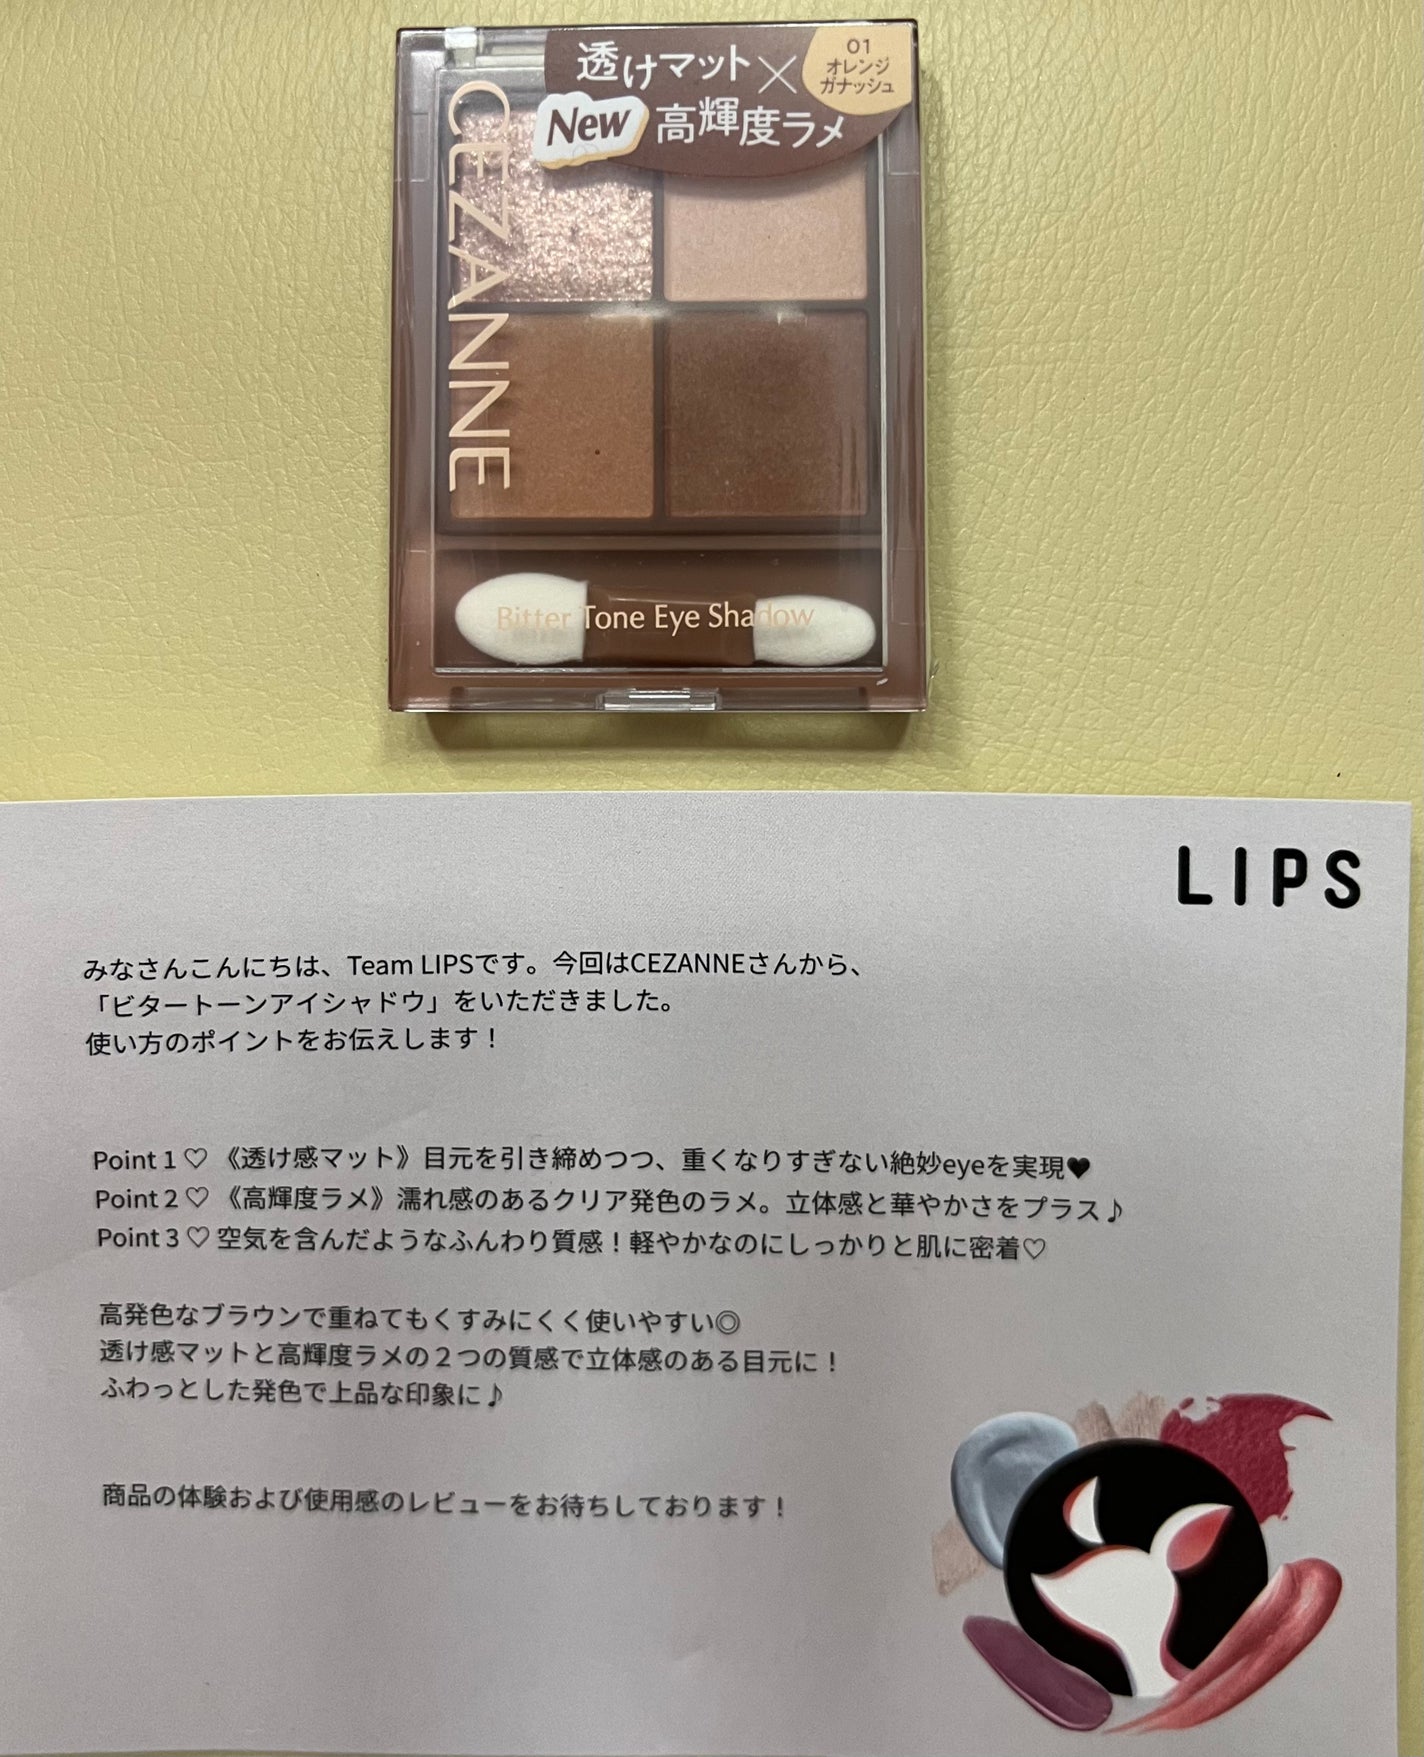 透けマット×
New 高輝度ラメ
01
オレンジ
ガナッシュ
CEZANNE
Bitter Tone Eye Shadow
LIPS
みなさんこんにちは、Team LIPSです。今回はCEZANNEさんから、
「ビタートーンアイシャドウ」をいただきました。
使い方のポイントをお伝えします！
Point 1 ♡ 《透け感マット》目元を引き締めつつ、重くなりすぎない絶妙eyeを実現♥
Point 2 ♡ 《高輝度ラメ》濡れ感のあるクリア発色のラメ。立体感と華やかさをプラス♪
Point 3 ♡ 空気を含んだようなふんわり質感！軽やかなのにしっかりと肌に密着♡
高発色なブラウンで重ねてもくすみにくく使いやすい◎
透け感マットと高輝度ラメの２つの質感で立体感のある目元に！
ふわっとした発色で上品な印象に♪
商品の体験および使用感のレビューをお待ちしております！